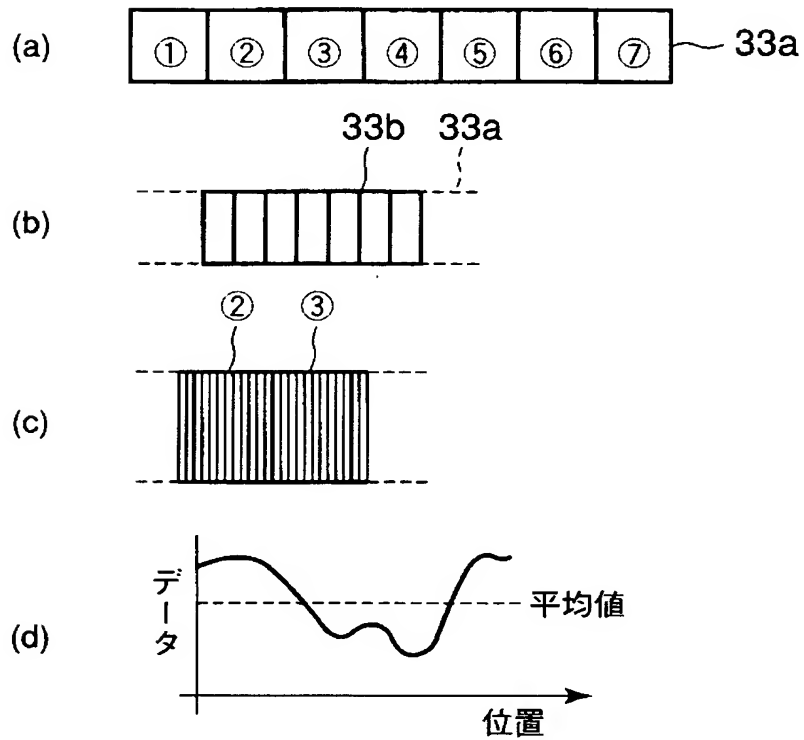 (a) ① ② ③ ④ ⑤ ⑥ ⑦ 33a
33b 33a
(b)
② ③
(c)
(d) データ 平均値
位置